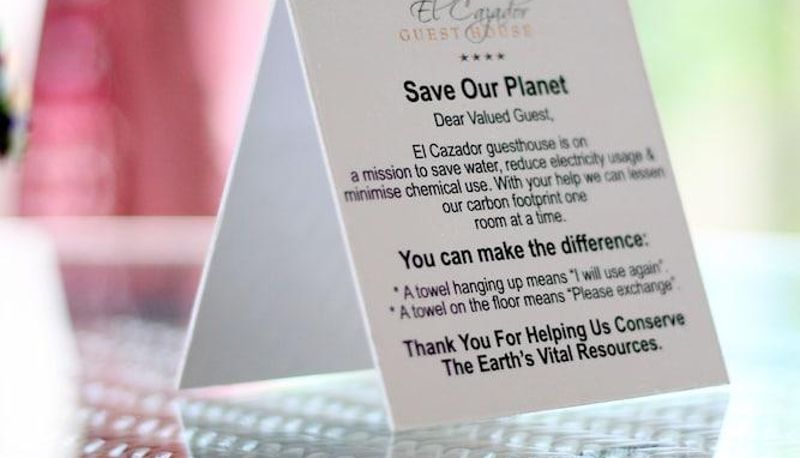 El Cazador
GUEST HOUSE
★★★★
Save Our Planet
Dear Valued Guest,
El Cazador guesthouse is on
a mission to save water, reduce electricity usage &
minimise chemical use. With your help we can lessen
our carbon footprint one
room at a time.
You can make the difference:
* A towel hanging up means "I will use again".
* A towel on the floor means "Please exchange".
Thank You For Helping Us Conserve
The Earth's Vital Resources.